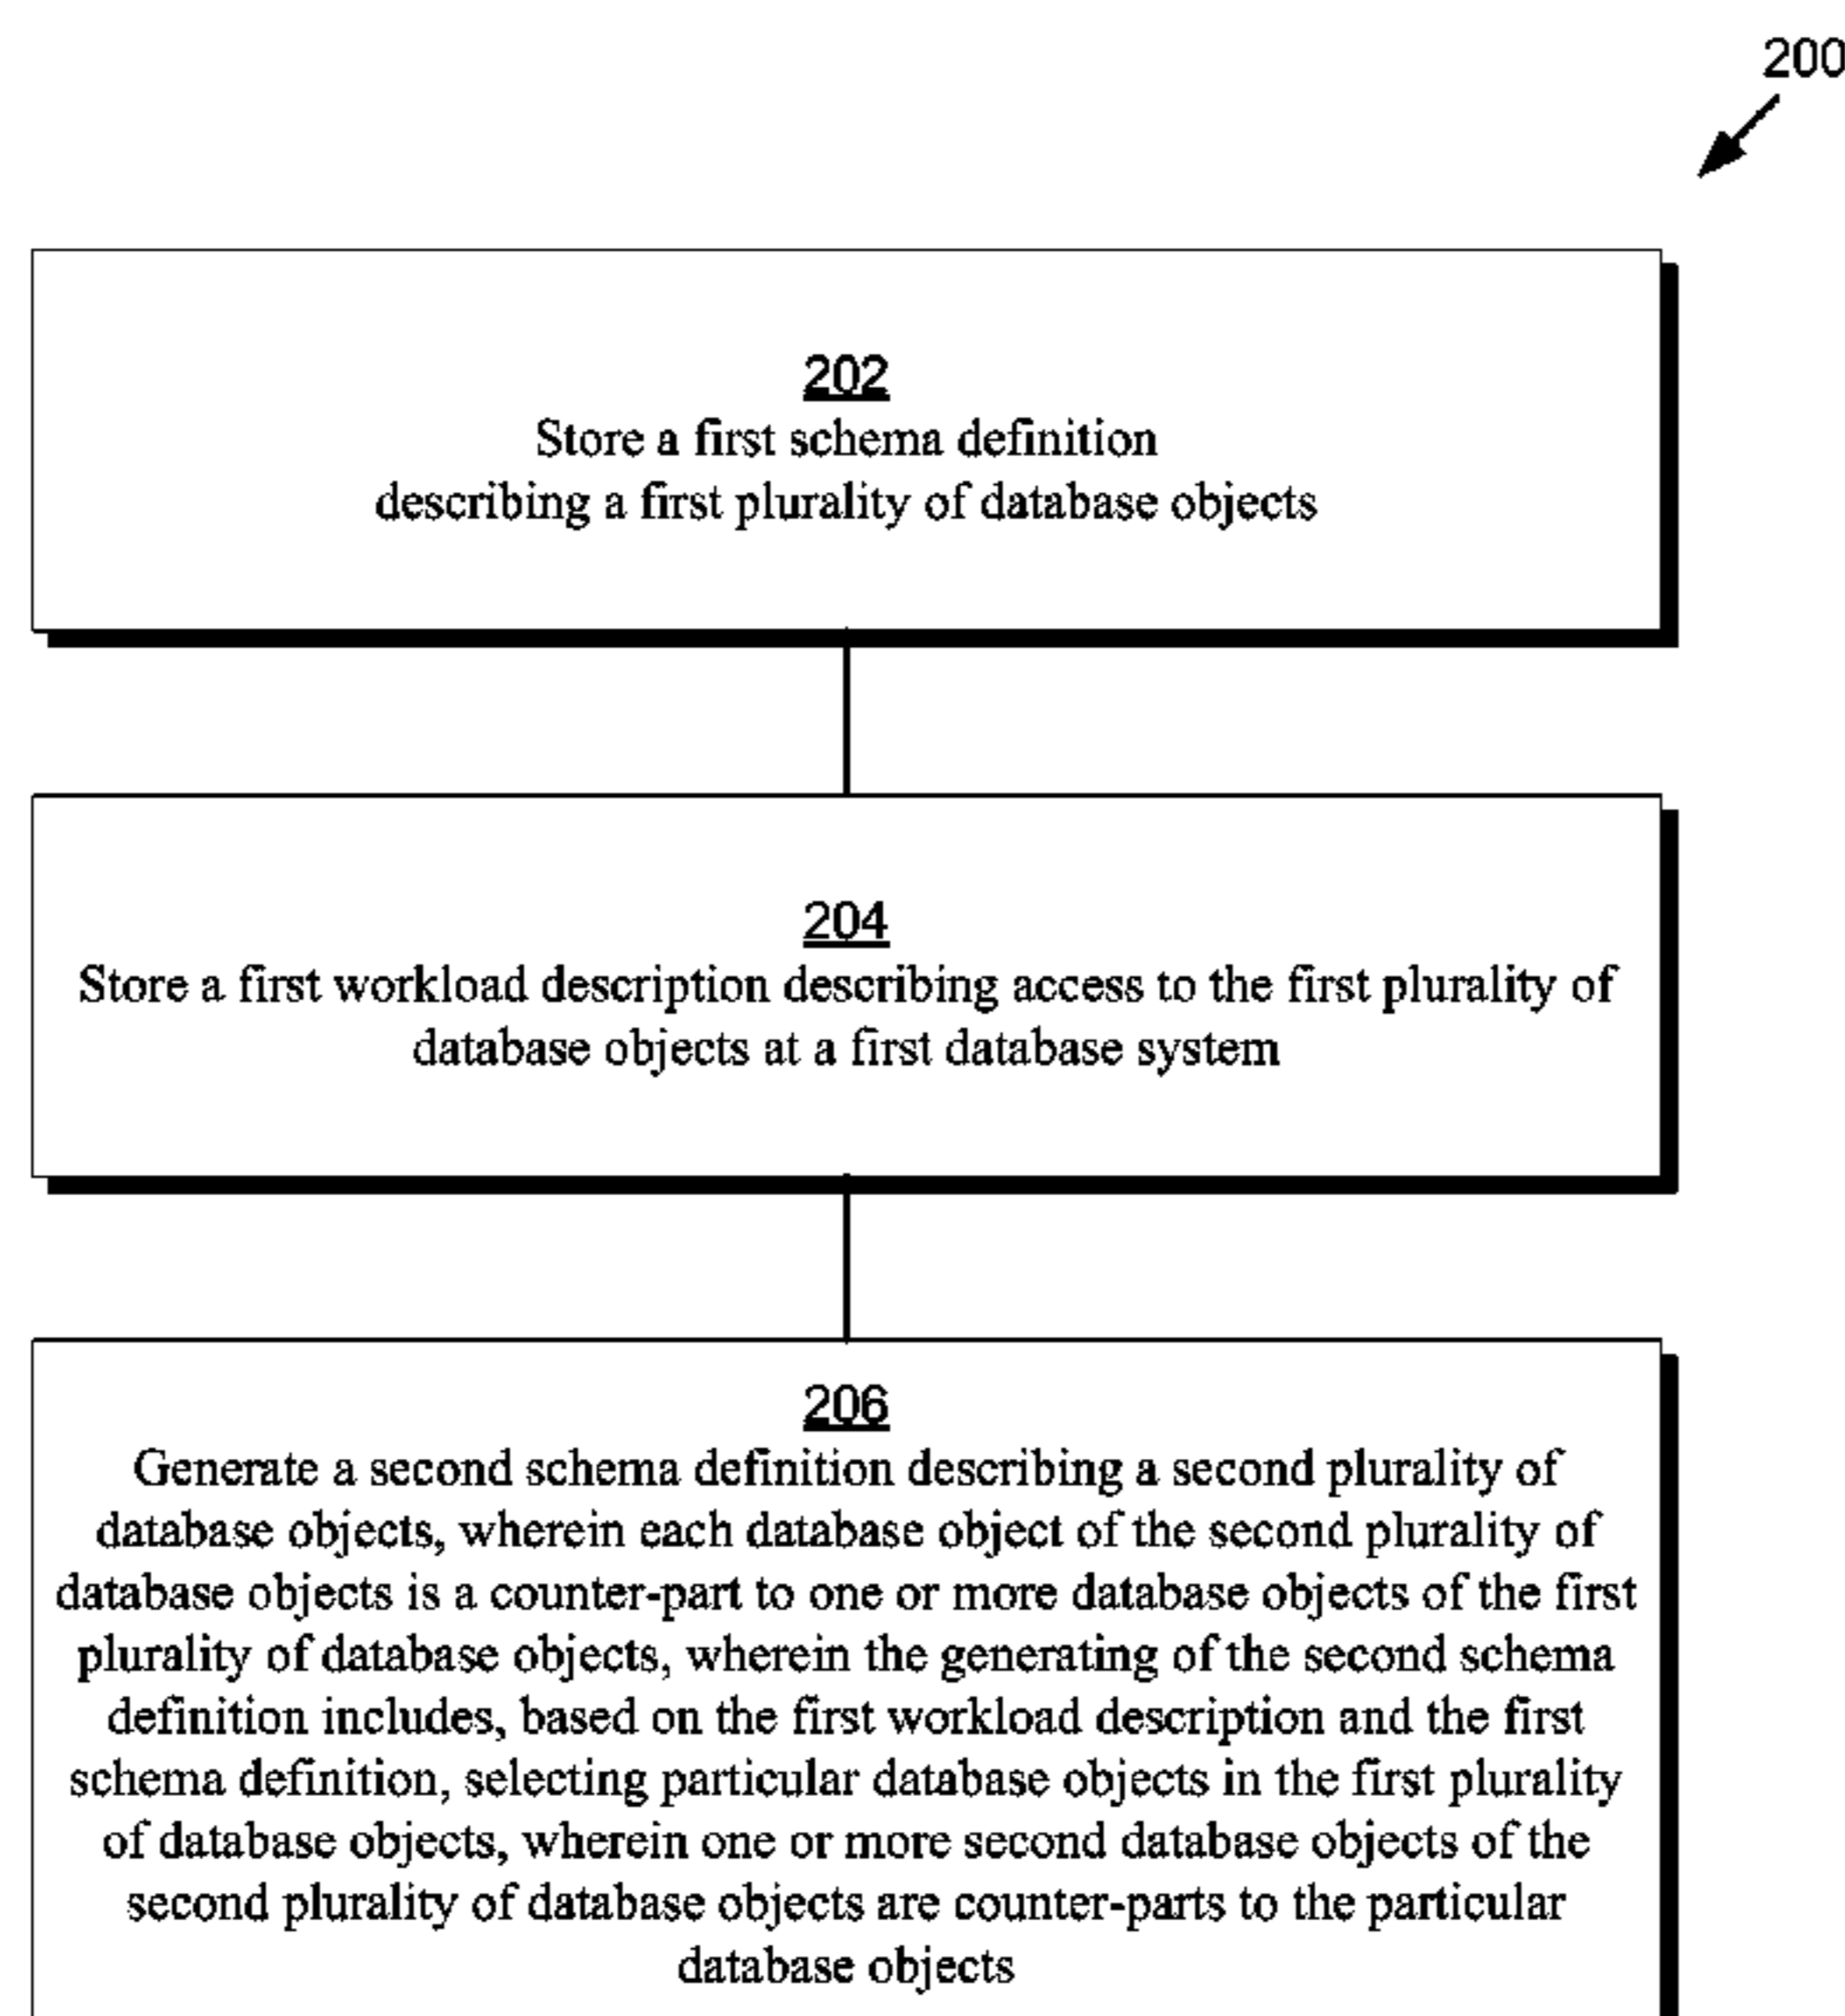 200
202
Store a first schema definition
describing a first plurality of database objects
204
Store a first workload description describing access to the first plurality of
database objects at a first database system
206
Generate a second schema definition describing a second plurality of
database objects, wherein each database object of the second plurality of
database objects is a counter-part to one or more database objects of the first
plurality of database objects, wherein the generating of the second schema
definition includes, based on the first workload description and the first
schema definition, selecting particular database objects in the first plurality
of database objects, wherein one or more second database objects of the
second plurality of database objects are counter-parts to the particular
database objects